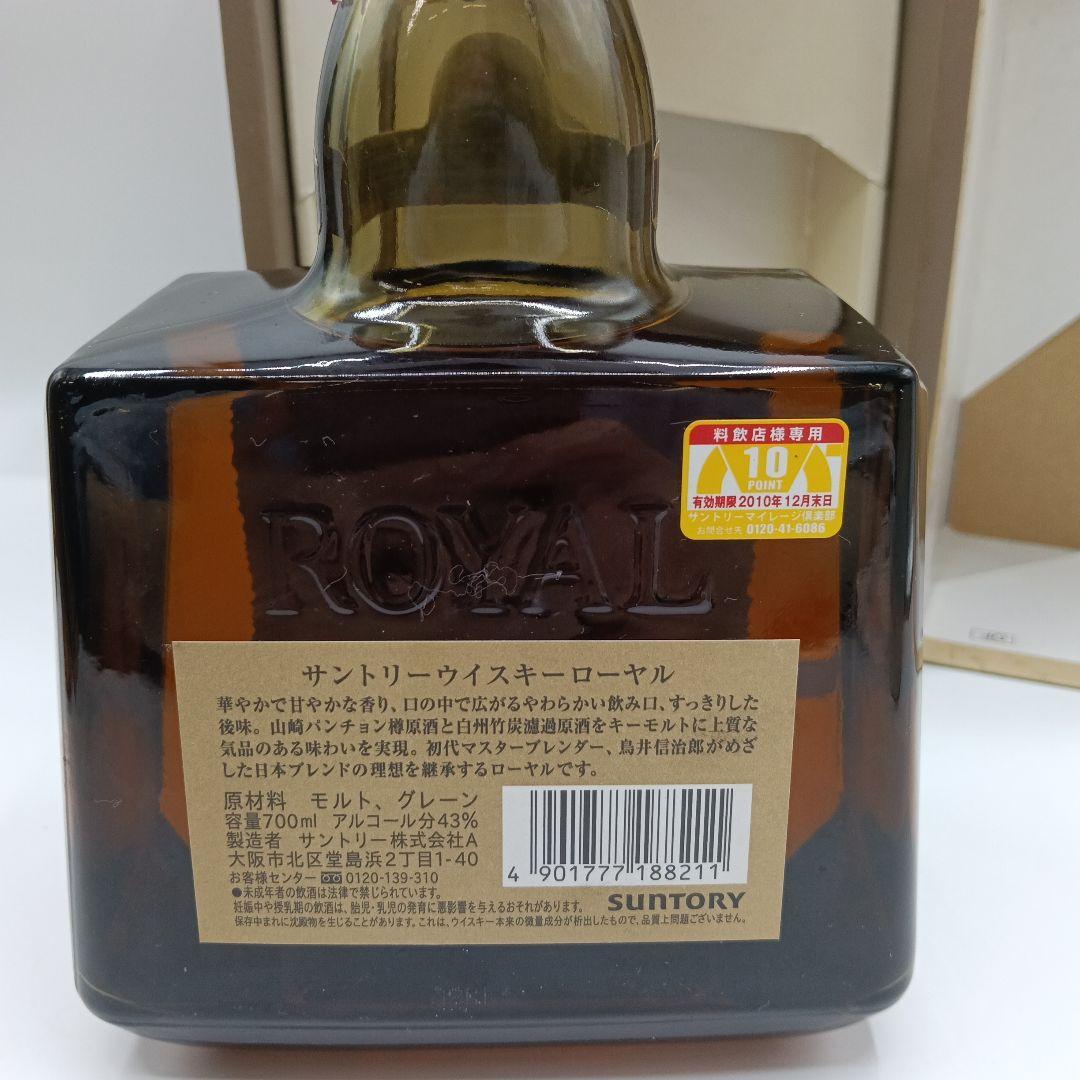 料飲店様専用
10
POINT
有効期限2010年12月末日
サントリーマイレージ倶楽部
お問合せ先 0120-41-6086
ROYAL
サントリーウイスキーローヤル
華やかで甘やかな香り、口の中で広がるやわらかい飲み口、すっきりした
後味。山崎パンチョン樽原酒と白州竹炭濾過原酒をキーモルトに上質な
気品のある味わいを実現。初代マスターブレンダー、鳥井信治郎がめざ
した日本ブレンドの理想を継承するローヤルです。
原材料 モルト、グレーン
容量700ml アルコール分43%
製造者 サントリー株式会社A
大阪市北区堂島浜2丁目1-40
お客様センター 0120-139-310
●未成年者の飲酒は法律で禁じられています。
妊娠中や授乳期の飲酒は、胎児・乳児の発育に悪影響を与えるおそれがあります。
保存中まれに沈殿物を生じることがあります。これは、ウイスキー本来の微量成分が析出したもので、品質上問題ございません。
4 901777 188211
SUNTORY